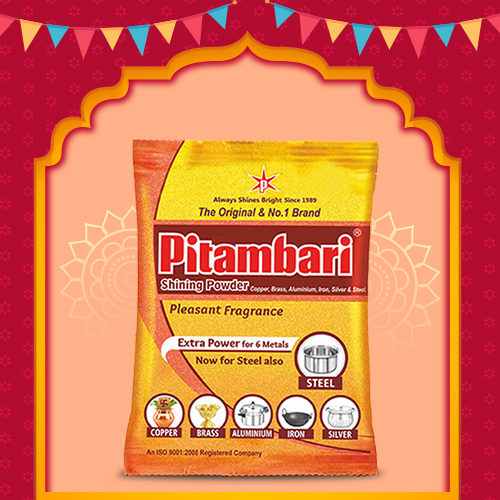 P
Always Shines Bright Since 1989
The Original & No.1 Brand
Pitambari®
Shining Powder Copper, Brass, Aluminium, Iron, Silver & Steel
Pleasant Fragrance
Extra Power for 6 Metals
Now for Steel also
STEEL
COPPER BRASS ALUMINIUM IRON SILVER
An ISO 9001:2008 Registered Company